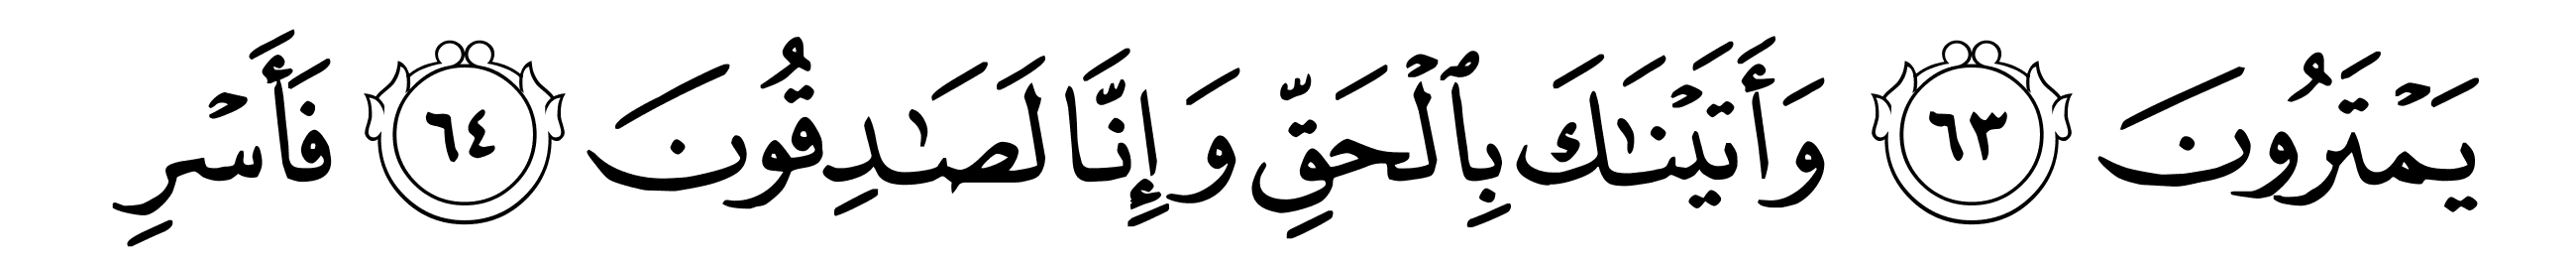 يَمۡتَرُونَ ٦٣ وَأَتَيۡنَٰكَ بِٱلۡحَقِّ وَإِنَّا لَصَٰدِقُونَ ٦٤ فَأَسۡرِ